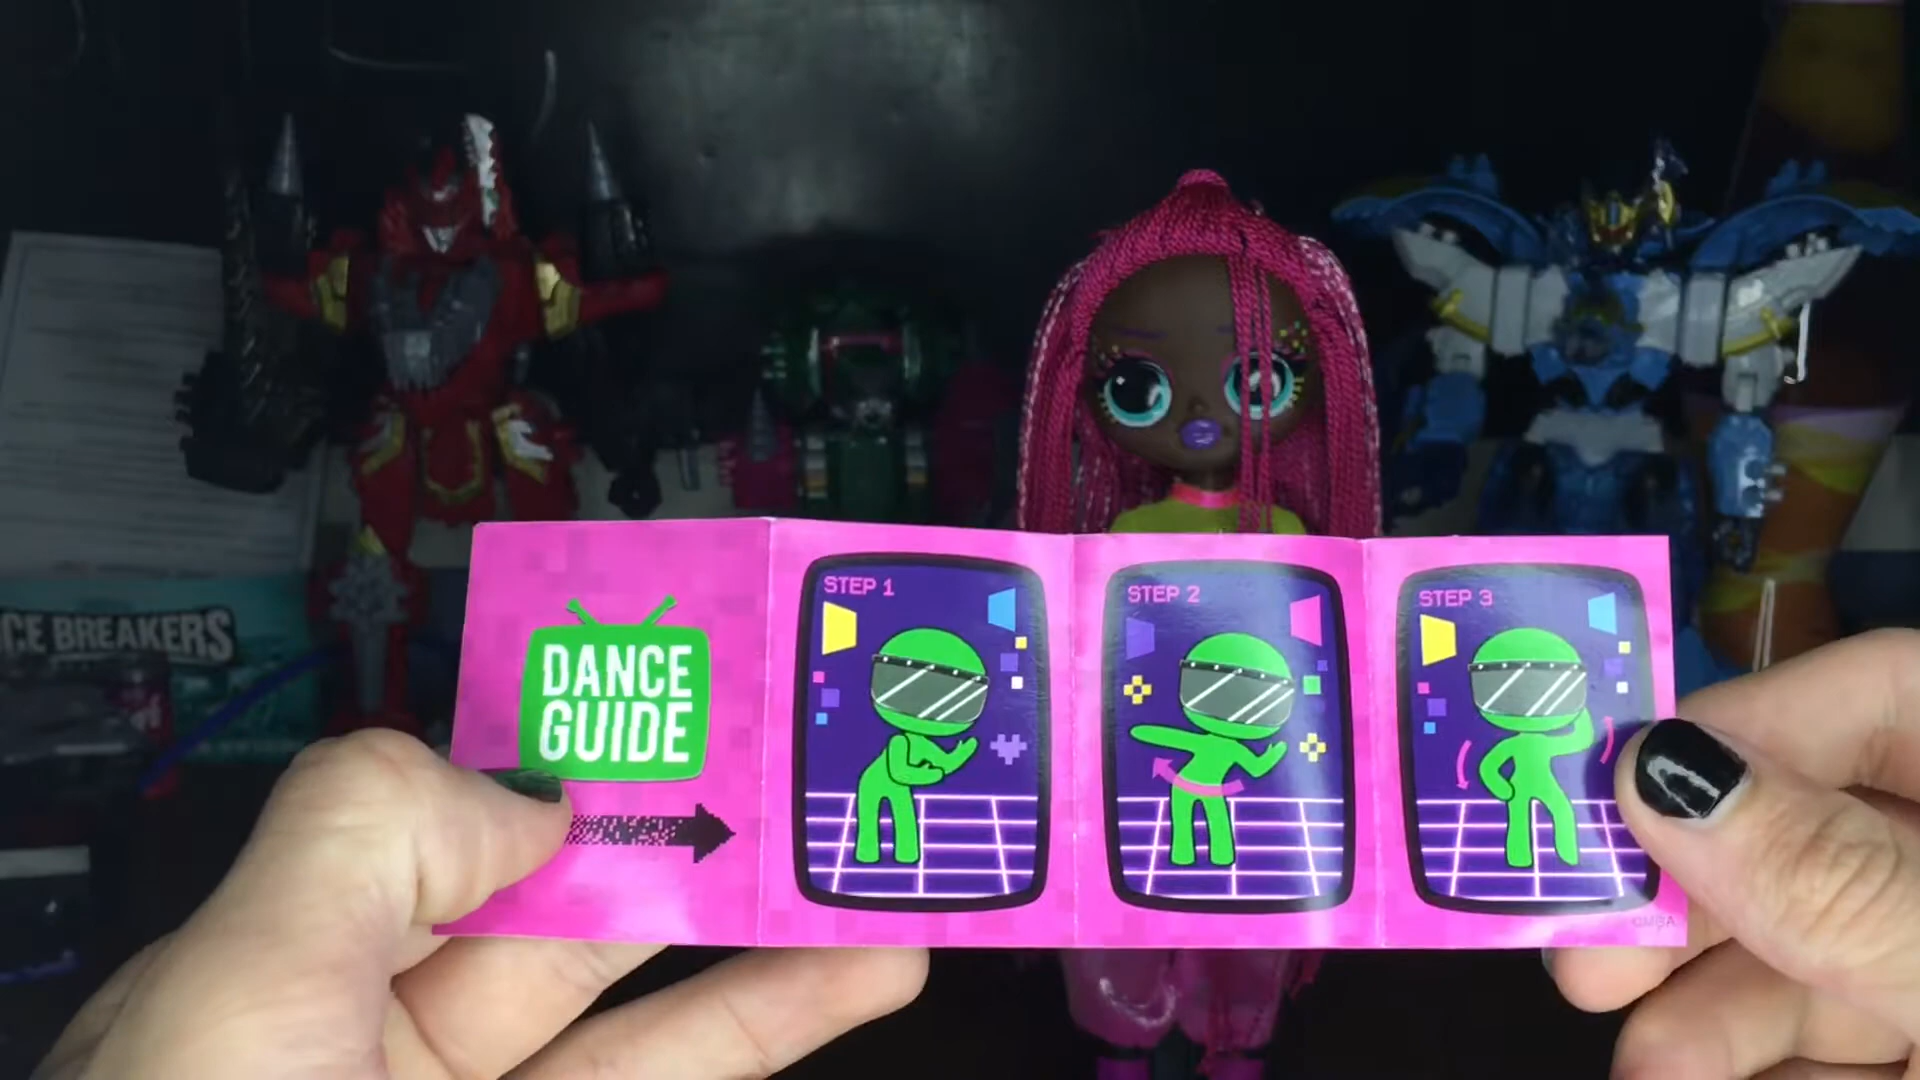 DANCE
GUIDE
STEP 1
STEP 2
STEP 3
CE BREAKERS